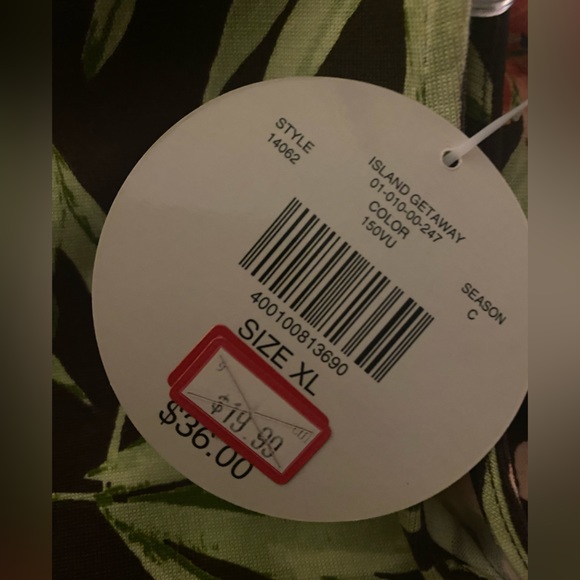 STYLE
14062
ISLAND GETAWAY
01-010-00-247
COLOR
150VU
SEASON
C
400100813690
SIZE XL
$19.99
$36.00